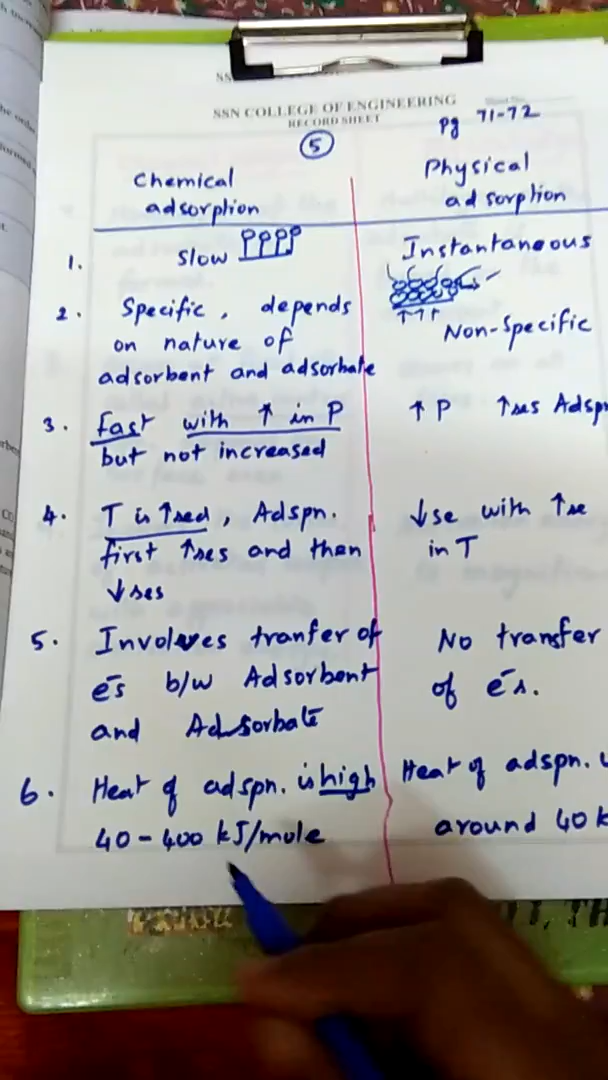 SSN COLLEGE OF ENGINEERING
RECORD SHEET
Pg 71-72
5
Chemical adsorption
Physical adsorption
1. Slow
Instantaneous
2. Specific, depends
on nature of
adsorbent and adsorbate
Non-Specific
3. fast with ↑ in P
but not increased
↑ P ↑ses Adsp
4. T is ↑sed, Adspn.
first ↑ses and then
↓ses
↓se with ↑se
in T
5. Involves tranfer of
e⁻s b/w Adsorbent
and Adsorbate
No transfer
of e⁻s.
6. Heat of adspn. is high
40 - 400 kJ/mole
Heat of adspn.
around 40 k